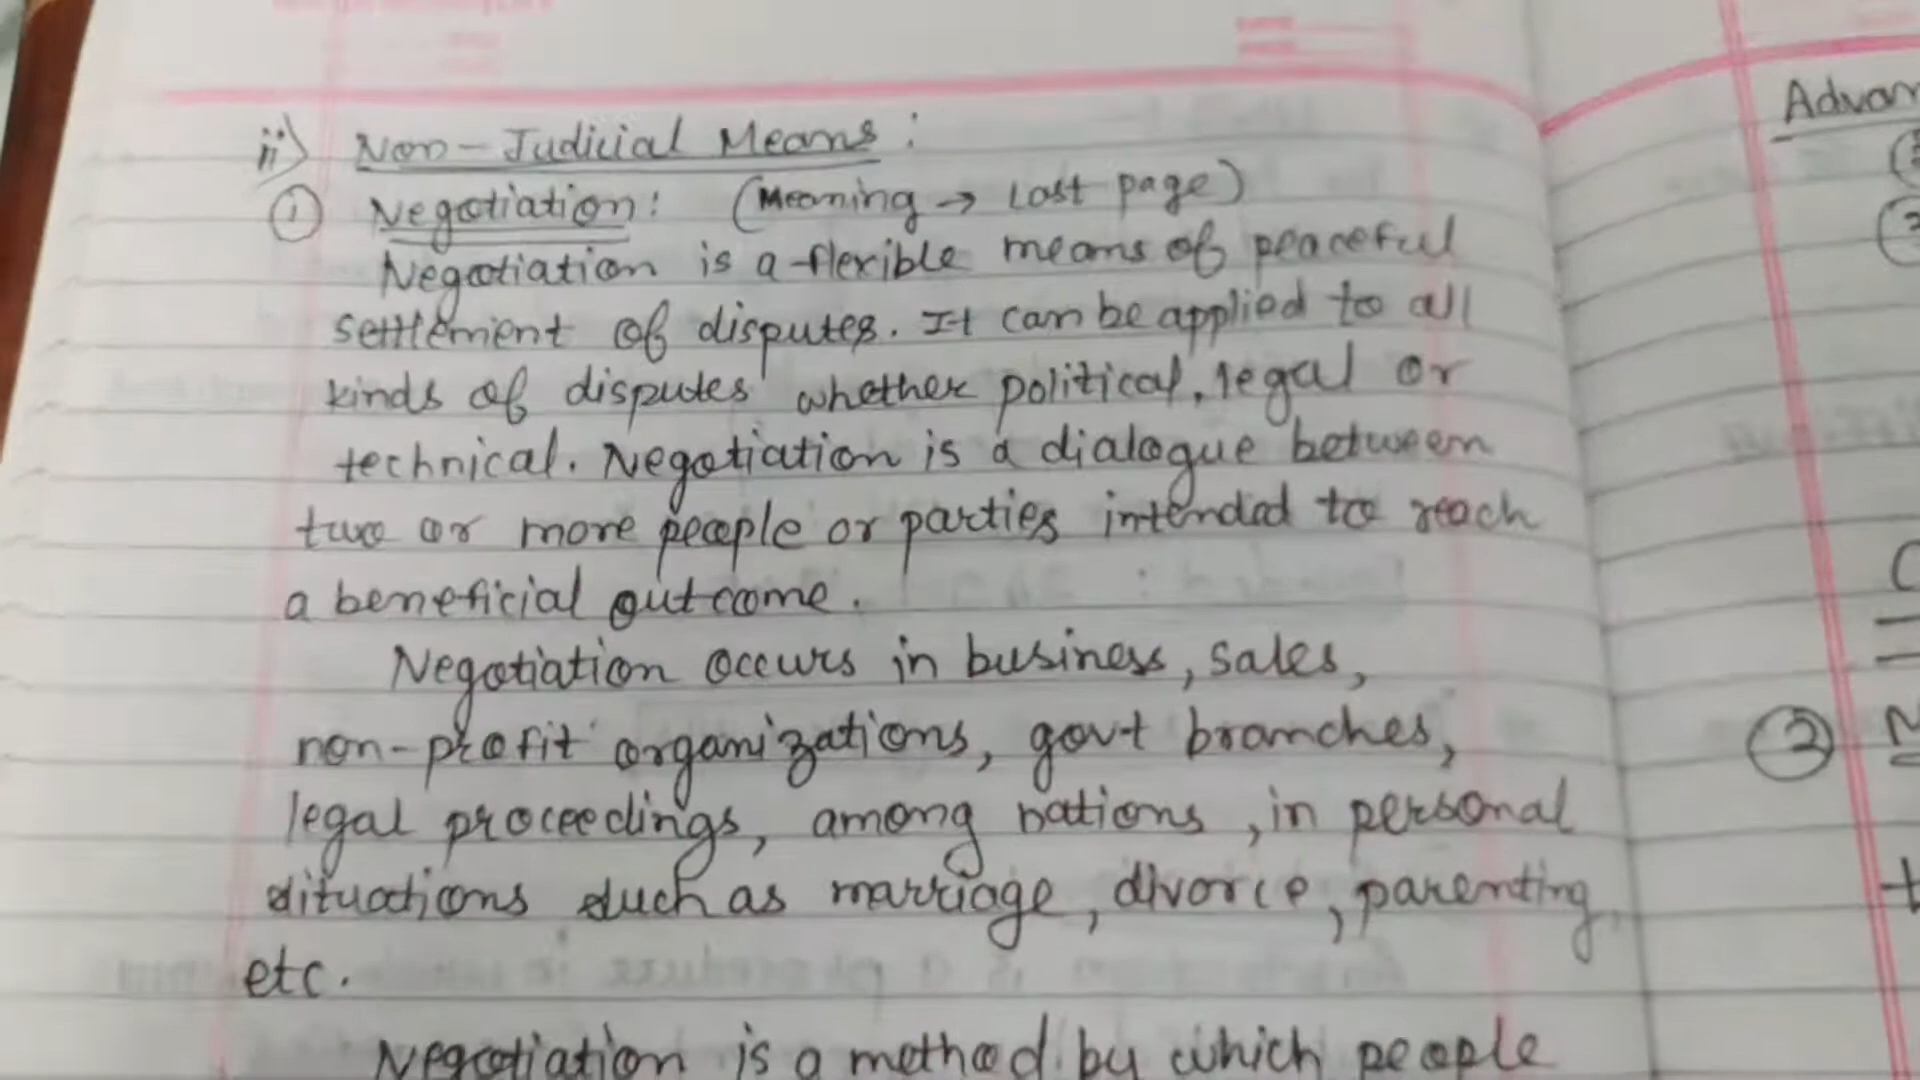 ii) Non-Judicial Means:
① Negotiation: (Meaning → Last page)
Negotiation is a flexible means of peaceful
settlement of disputes. It can be applied to all
kinds of disputes whether political, legal or
technical. Negotiation is a dialogue between
two or more people or parties intended to reach
a beneficial outcome.
Negotiation occurs in business, sales,
non-profit organizations, govt branches,
legal proceedings, among nations, in personal
situations such as marriage, divorce, parenting
etc.
Negotiation is a method by which people
②